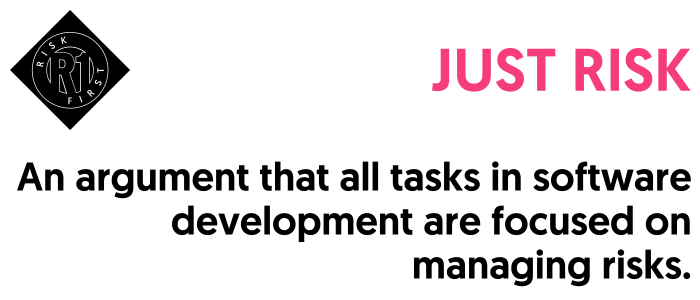 RISK
R1
FIRST
JUST RISK
An argument that all tasks in software
development are focused on
managing risks.